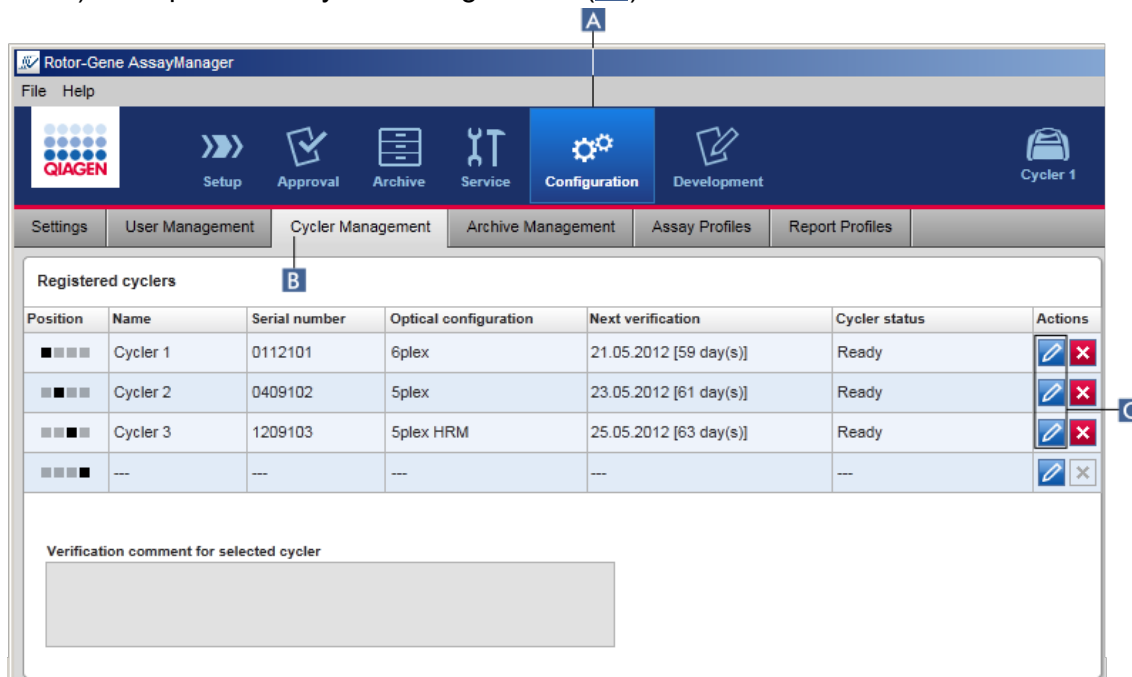 A
Rotor-Gene AssayManager
File Help
QIAGEN
Setup Approval Archive Service Configuration Development Cycler 1
Settings User Management Cycler Management Archive Management Assay Profiles Report Profiles
B
Registered cyclers
Position Name Serial number Optical configuration Next verification Cycler status Actions
Cycler 1 0112101 6plex 21.05.2012 [59 day(s)] Ready
Cycler 2 0409102 5plex 23.05.2012 [61 day(s)] Ready
C
Cycler 3 1209103 5plex HRM 25.05.2012 [63 day(s)] Ready
--- --- --- --- ---
Verification comment for selected cycler